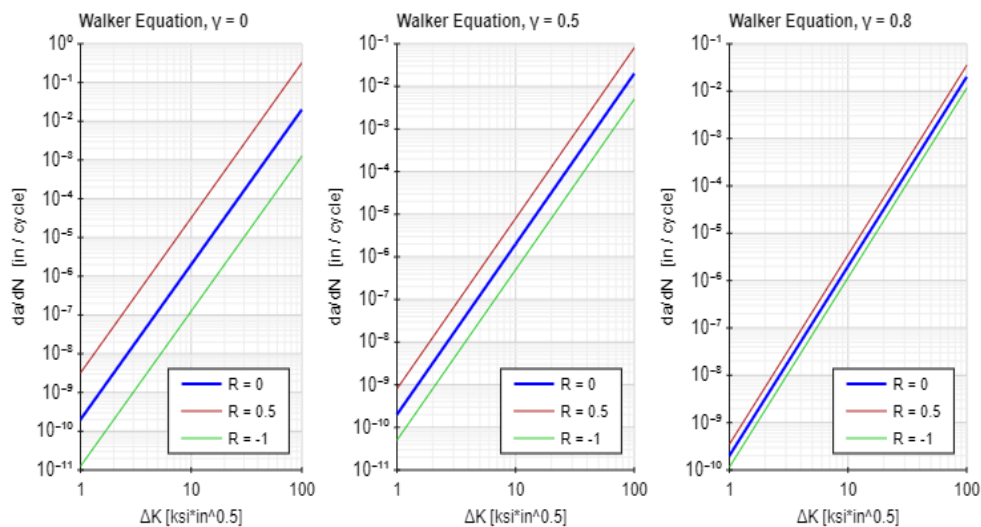 Walker Equation, γ = 0
10⁰
10⁻¹
10⁻²
10⁻³
10⁻⁴
10⁻⁵
10⁻⁶
10⁻⁷
10⁻⁸
10⁻⁹
10⁻¹⁰
10⁻¹¹
da/dN [in / cycle]
R = 0
R = 0.5
R = -1
1 10 100
ΔK [ksi*in^0.5]
Walker Equation, γ = 0.5
10⁻¹
10⁻²
10⁻³
10⁻⁴
10⁻⁵
10⁻⁶
10⁻⁷
10⁻⁸
10⁻⁹
10⁻¹⁰
10⁻¹¹
da/dN [in / cycle]
R = 0
R = 0.5
R = -1
1 10 100
ΔK [ksi*in^0.5]
Walker Equation, γ = 0.8
10⁻¹
10⁻²
10⁻³
10⁻⁴
10⁻⁵
10⁻⁶
10⁻⁷
10⁻⁸
10⁻⁹
10⁻¹⁰
da/dN [in / cycle]
R = 0
R = 0.5
R = -1
1 10 100
ΔK [ksi*in^0.5]